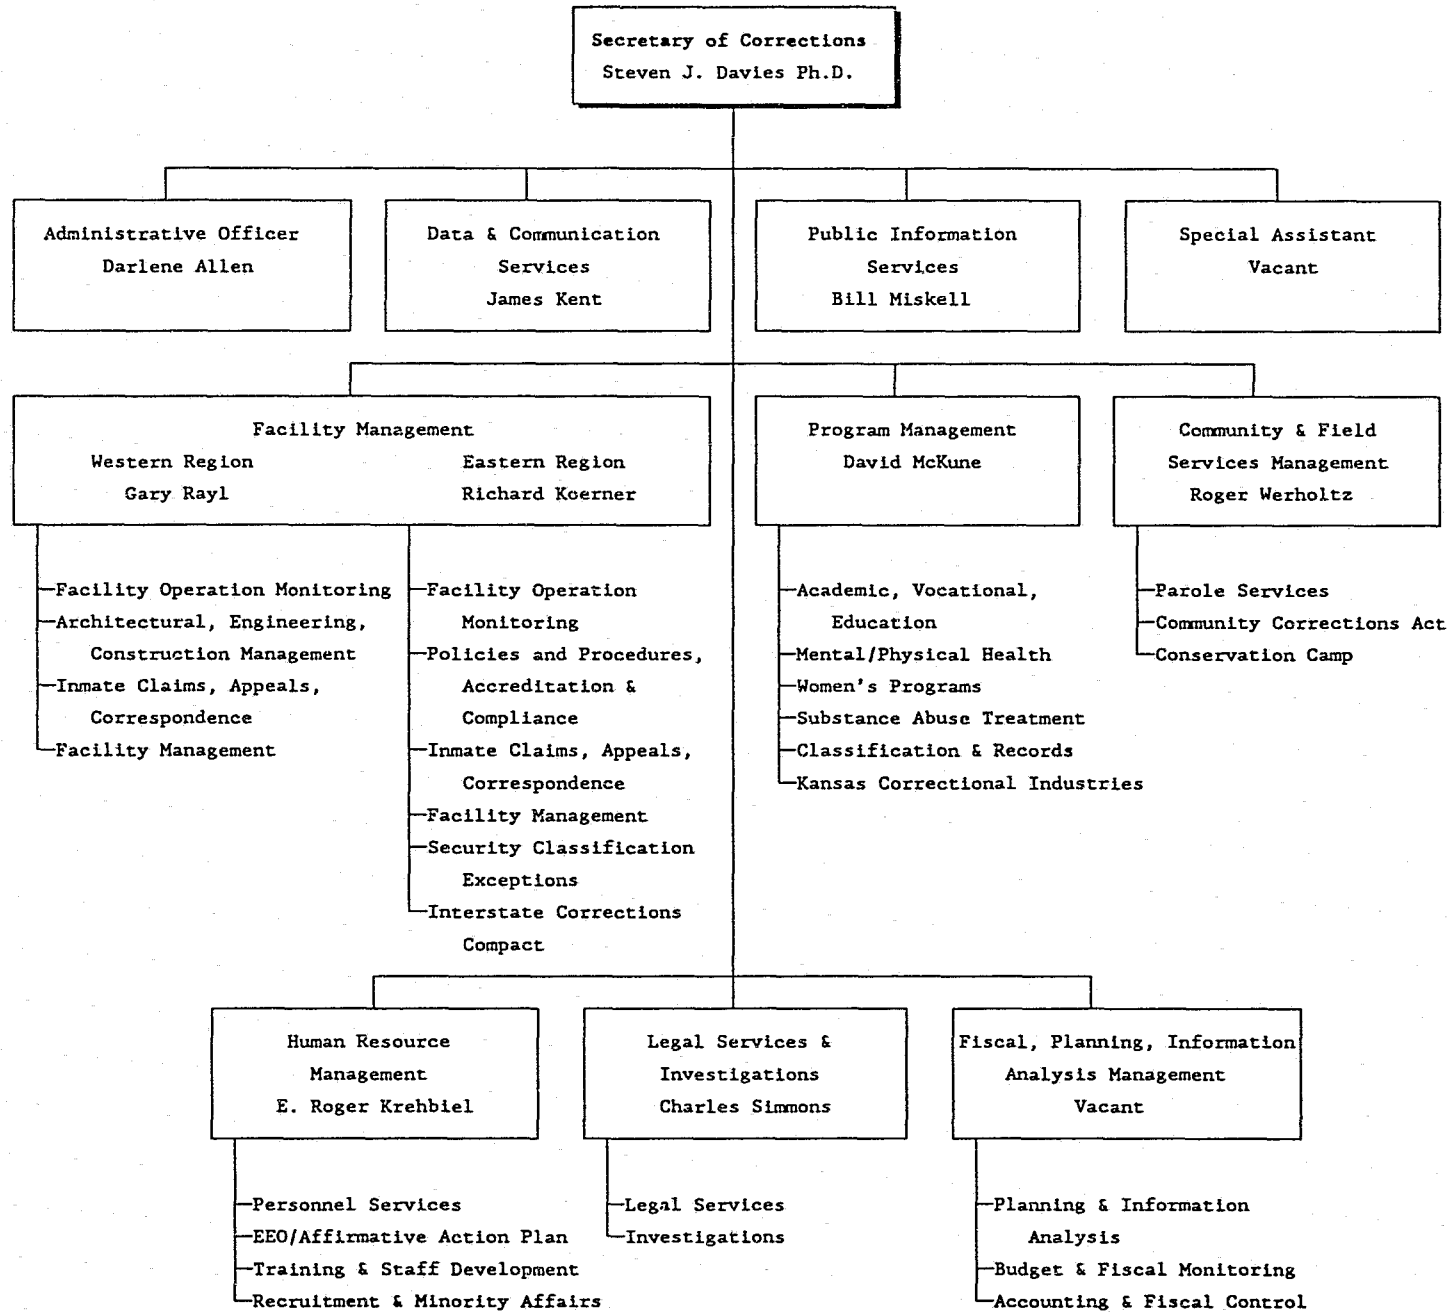 Secretary of Corrections
Steven J. Davies Ph.D.
Administrative Officer
Darlene Allen
Data & Communication
Services
James Kent
Public Information
Services
Bill Miskell
Special Assistant
Vacant
Facility Management
Western Region
Gary Rayl
Eastern Region
Richard Koerner
Program Management
David McKune
Community & Field
Services Management
Roger Werholtz
Facility Operation Monitoring
Architectural, Engineering,
Construction Management
Inmate Claims, Appeals,
Correspondence
Facility Management
Facility Operation
Monitoring
Policies and Procedures,
Accreditation &
Compliance
Inmate Claims, Appeals,
Correspondence
Facility Management
Security Classification
Exceptions
Interstate Corrections
Compact
Academic, Vocational,
Education
Mental/Physical Health
Women's Programs
Substance Abuse Treatment
Classification & Records
Kansas Correctional Industries
Parole Services
Community Corrections Act
Conservation Camp
Human Resource
Management
E. Roger Krehbiel
Legal Services &
Investigations
Charles Simmons
Fiscal, Planning, Information
Analysis Management
Vacant
Personnel Services
EEO/Affirmative Action Plan
Training & Staff Development
Recruitment & Minority Affairs
Legal Services
Investigations
Planning & Information
Analysis
Budget & Fiscal Monitoring
Accounting & Fiscal Control